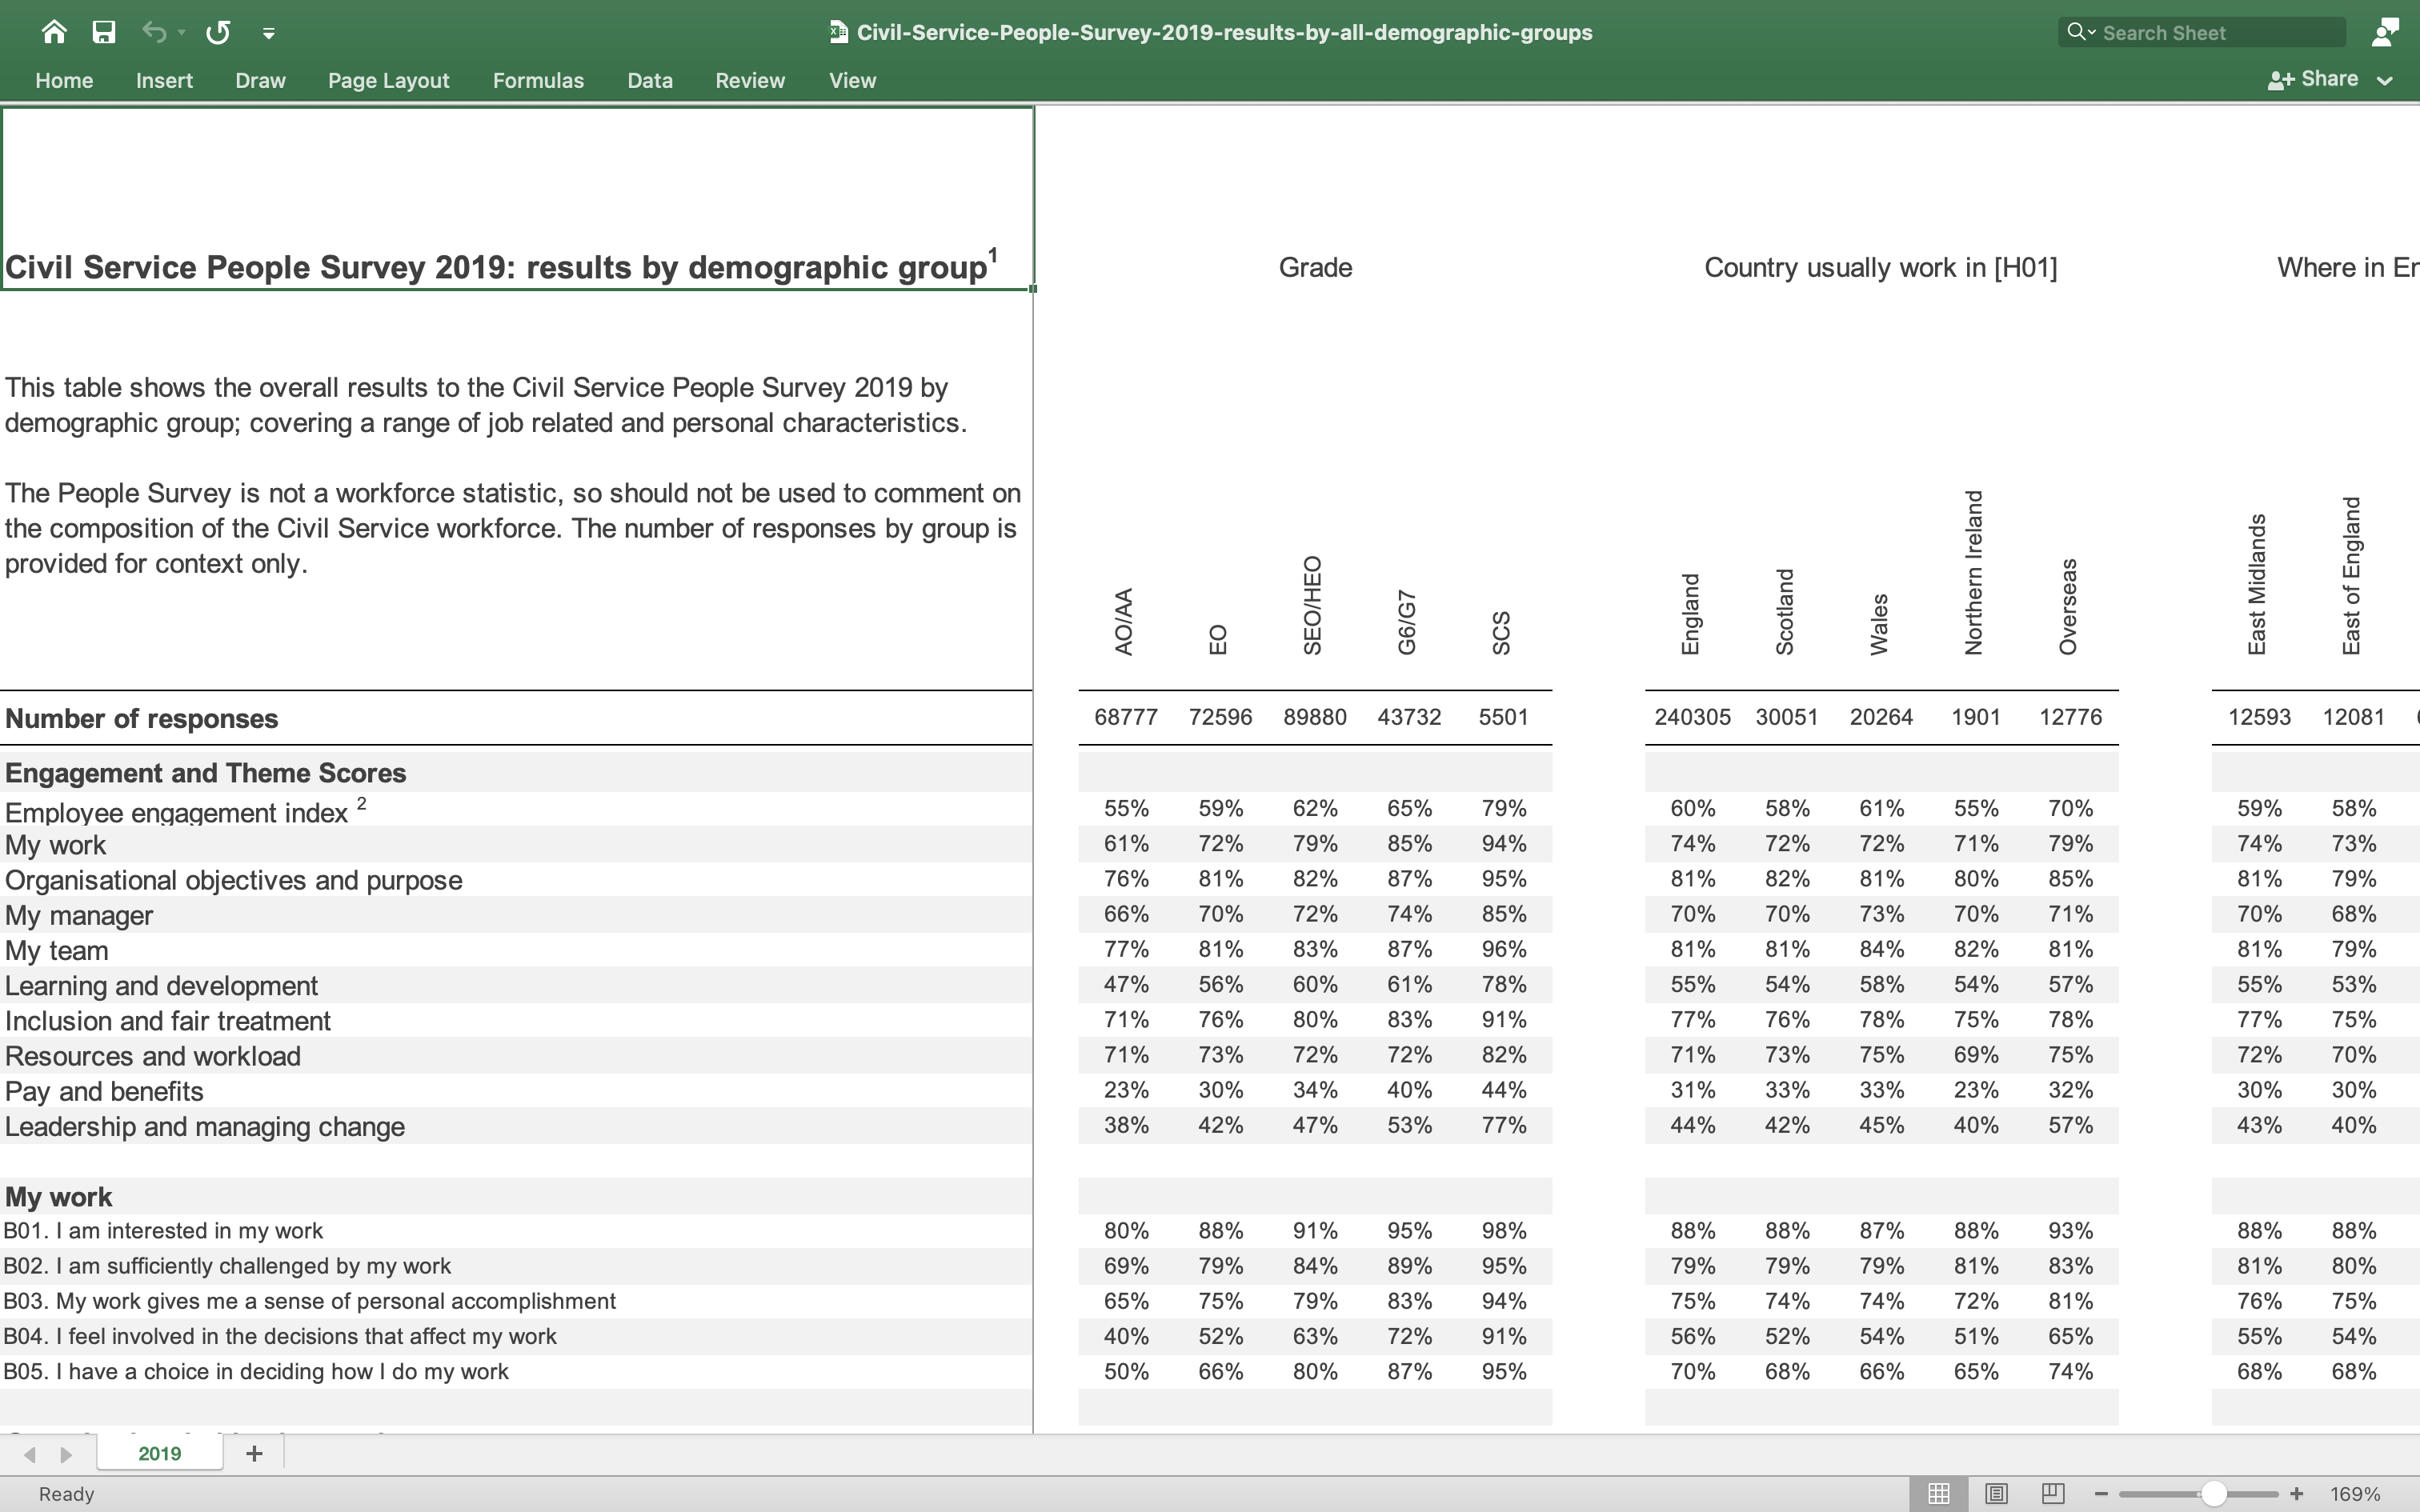 Civil-Service-People-Survey-2019-results-by-all-demographic-groups
Search Sheet
Home Insert Draw Page Layout Formulas Data Review View
Share
Civil Service People Survey 2019: results by demographic group1
Grade
Country usually work in [H01]
Where in
This table shows the overall results to the Civil Service People Survey 2019 by
demographic group; covering a range of job related and personal characteristics.
The People Survey is not a workforce statistic, so should not be used to comment on
the composition of the Civil Service workforce. The number of responses by group is
provided for context only.
AO/AA EO SEO/HEO G6/G7 SCS England Scotland Wales Northern Ireland Overseas East Midlands East of England
Number of responses 68777 72596 89880 43732 5501 240305 30051 20264 1901 12776 12593 12081
Engagement and Theme Scores
Employee engagement index 2 55% 59% 62% 65% 79% 60% 58% 61% 55% 70% 59% 58%
My work 61% 72% 79% 85% 94% 74% 72% 72% 71% 79% 74% 73%
Organisational objectives and purpose 76% 81% 82% 87% 95% 81% 82% 81% 80% 85% 81% 79%
My manager 66% 70% 72% 74% 85% 70% 70% 73% 70% 71% 70% 68%
My team 77% 81% 83% 87% 96% 81% 81% 84% 82% 81% 81% 79%
Learning and development 47% 56% 60% 61% 78% 55% 54% 58% 54% 57% 55% 53%
Inclusion and fair treatment 71% 76% 80% 83% 91% 77% 76% 78% 75% 78% 77% 75%
Resources and workload 71% 73% 72% 72% 82% 71% 73% 75% 69% 75% 72% 70%
Pay and benefits 23% 30% 34% 40% 44% 31% 33% 33% 23% 32% 30% 30%
Leadership and managing change 38% 42% 47% 53% 77% 44% 42% 45% 40% 57% 43% 40%
My work
B01. I am interested in my work 80% 88% 91% 95% 98% 88% 88% 87% 88% 93% 88% 88%
B02. I am sufficiently challenged by my work 69% 79% 84% 89% 95% 79% 79% 79% 81% 83% 81% 80%
B03. My work gives me a sense of personal accomplishment 65% 75% 79% 83% 94% 75% 74% 74% 72% 81% 76% 75%
B04. I feel involved in the decisions that affect my work 40% 52% 63% 72% 91% 56% 52% 54% 51% 65% 55% 54%
B05. I have a choice in deciding how I do my work 50% 66% 80% 87% 95% 70% 68% 66% 65% 74% 68% 68%
2019
Ready
169%